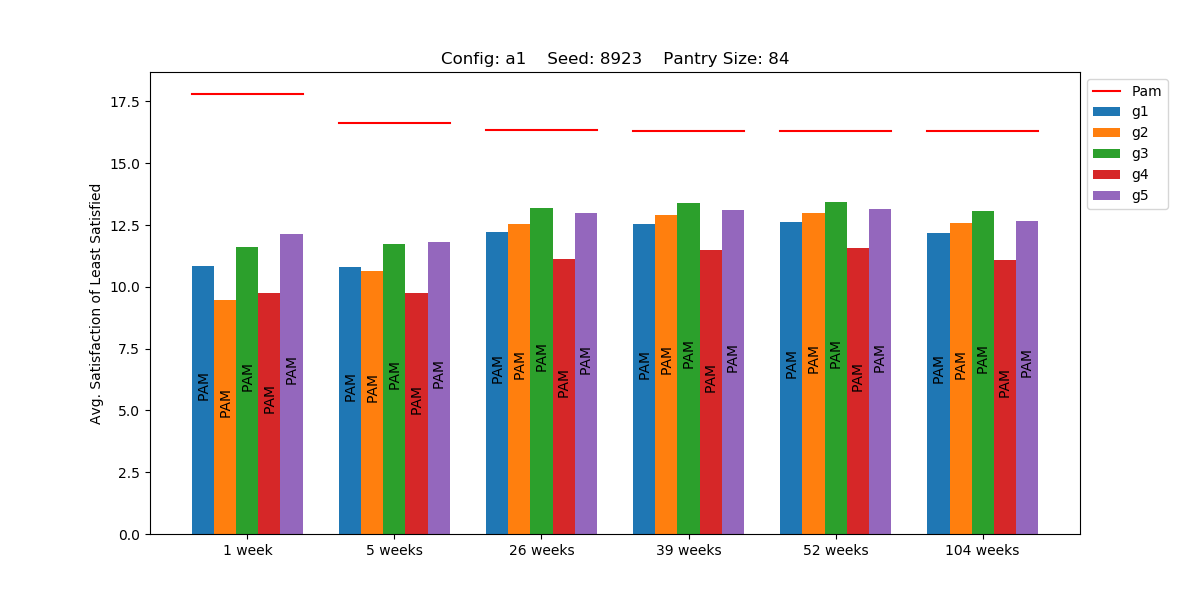 Config: a1    Seed: 8923    Pantry Size: 84
Avg. Satisfaction of Least Satisfied
17.5
15.0
12.5
10.0
7.5
5.0
2.5
0.0
PAM PAM PAM PAM PAM
PAM PAM PAM PAM PAM
PAM PAM PAM PAM PAM
PAM PAM PAM PAM PAM
PAM PAM PAM PAM PAM
PAM PAM PAM PAM PAM
1 week 5 weeks 26 weeks 39 weeks 52 weeks 104 weeks
Pam
g1
g2
g3
g4
g5